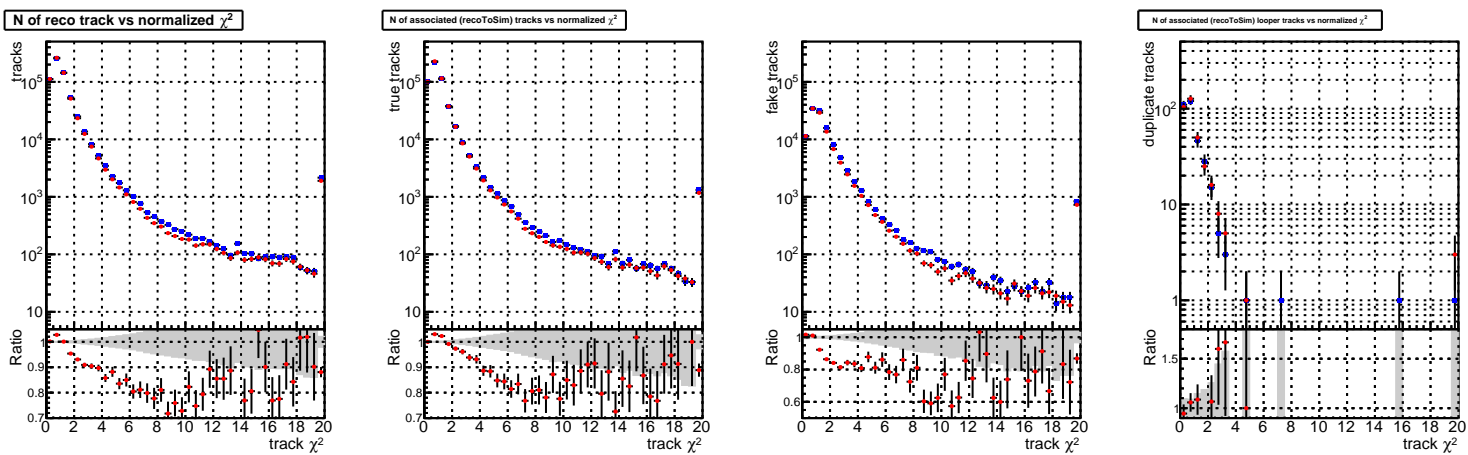 N of reco track vs normalized χ²
tracks
10⁵
10⁴
10³
10²
10
Ratio
1
0.9
0.8
0.7
0 2 4 6 8 10 12 14 16 18 20
track χ²
N of associated (recoToSim) tracks vs normalized χ²
true tracks
10⁵
10⁴
10³
10²
10
Ratio
1
0.9
0.8
0.7
0 2 4 6 8 10 12 14 16 18 20
track χ²
fake tracks
10⁵
10⁴
10³
10²
10
Ratio
1
0.8
0.6
0 2 4 6 8 10 12 14 16 18 20
track χ²
N of associated (recoToSim) looper tracks vs normalized χ²
duplicate tracks
10²
10
1
Ratio
1.5
1
0 2 4 6 8 10 12 14 16 18 20
track χ²